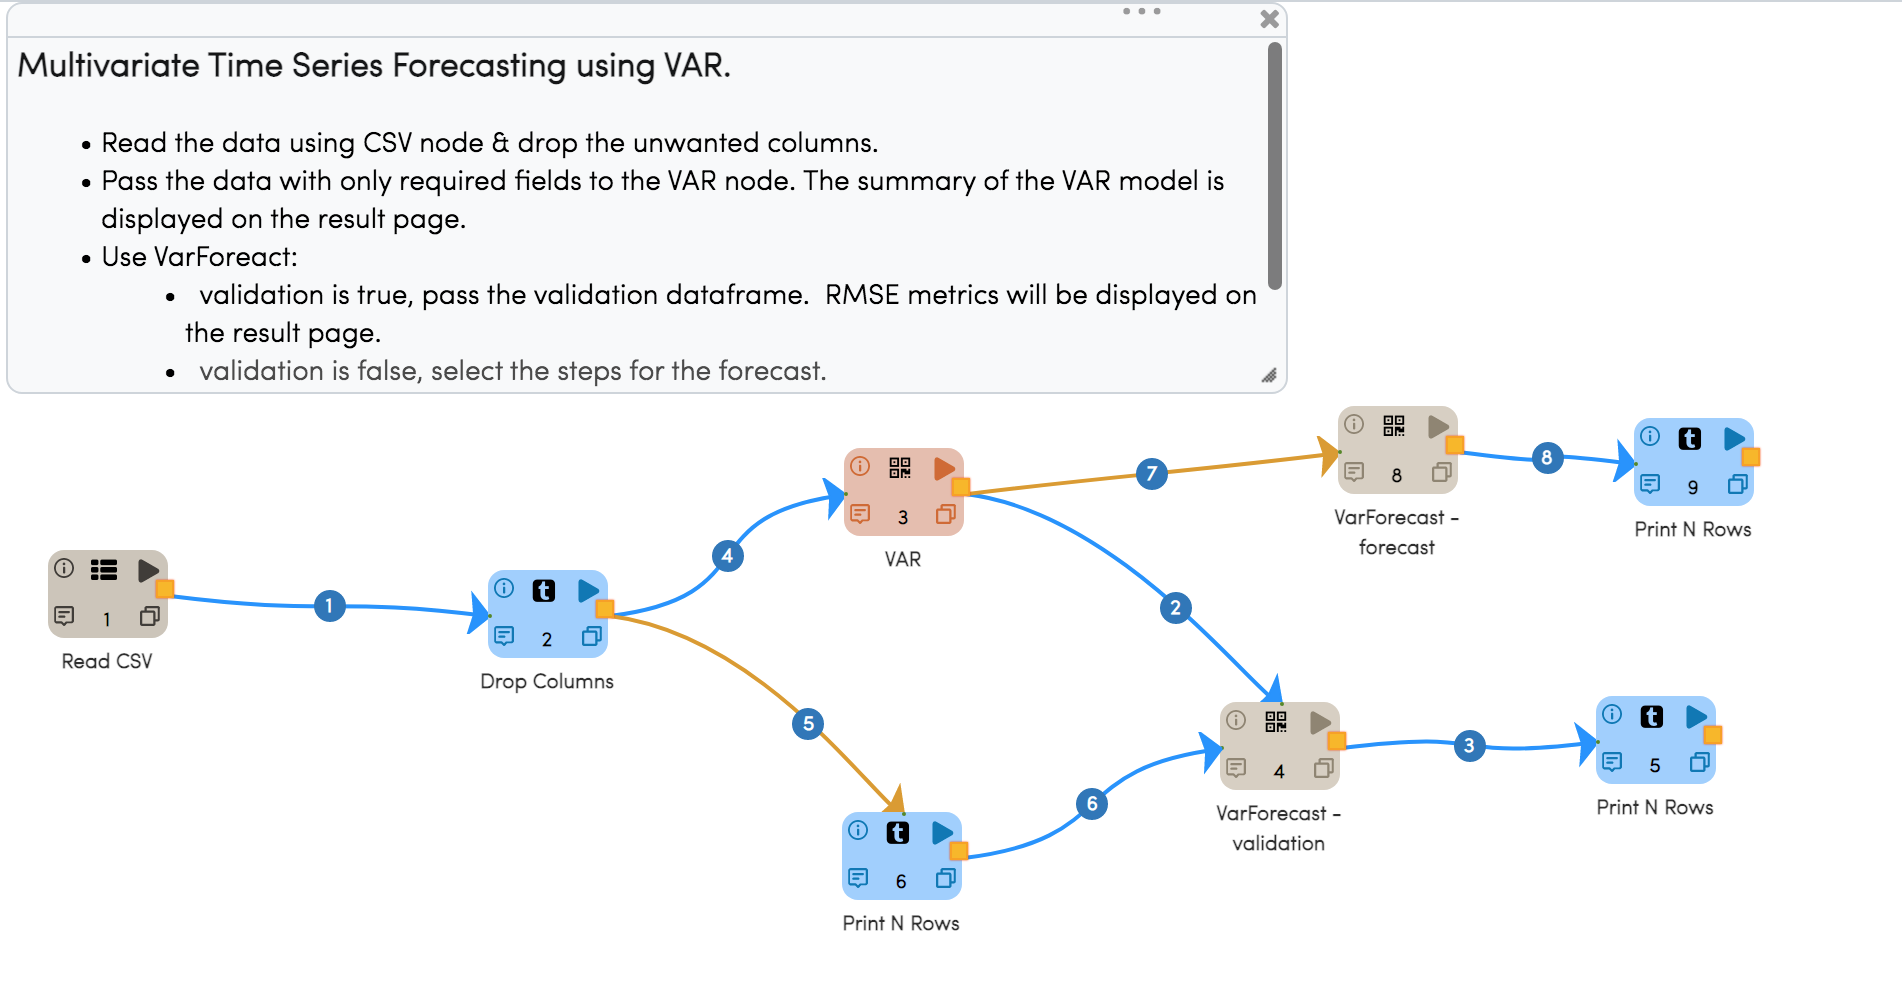 Multivariate Time Series Forecasting using VAR.
• Read the data using CSV node & drop the unwanted columns.
• Pass the data with only required fields to the VAR node. The summary of the VAR model is
displayed on the result page.
• Use VarForeact:
• validation is true, pass the validation dataframe.  RMSE metrics will be displayed on
the result page.
• validation is false, select the steps for the forecast.
t
8
9
VarForecast -
forecast
Print N Rows
7
8
3
VAR
4
1
Read CSV
1
t
2
Drop Columns
2
5
4
VarForecast -
validation
3
t
5
Print N Rows
6
t
6
Print N Rows